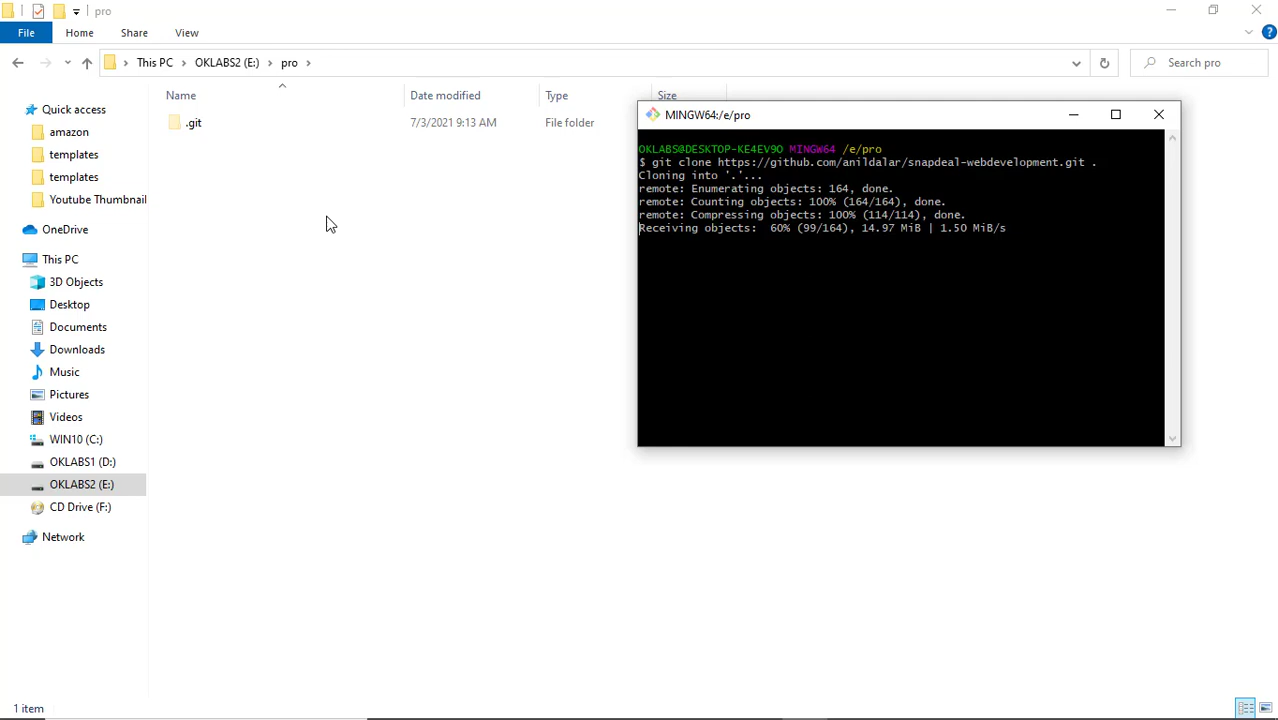 pro
File Home Share View
This PC OKLABS2 (E:) pro
Search pro
Name Date modified Type Size
.git 7/3/2021 9:13 AM File folder
Quick access
amazon
templates
templates
Youtube Thumbnail
OneDrive
This PC
3D Objects
Desktop
Documents
Downloads
Music
Pictures
Videos
WIN10 (C:)
OKLABS1 (D:)
OKLABS2 (E:)
CD Drive (F:)
Network
1 item
MINGW64:/e/pro
OKLABS@DESKTOP-KE4EV9O MINGW64 /e/pro
$ git clone https://github.com/anildalar/snapdeal-webdevelopment.git .
Cloning into '.'...
remote: Enumerating objects: 164, done.
remote: Counting objects: 100% (164/164), done.
remote: Compressing objects: 100% (114/114), done.
Receiving objects:  60% (99/164), 14.97 MiB | 1.50 MiB/s